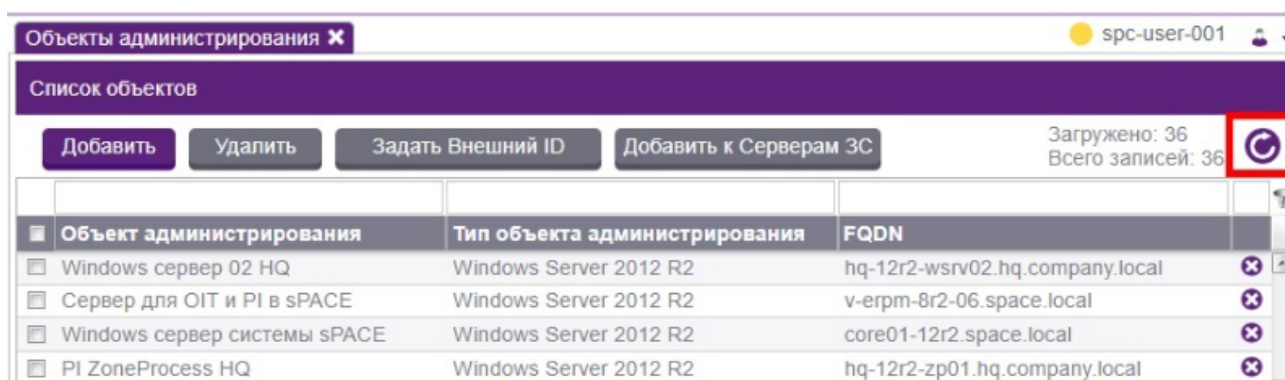 Объекты администрирования
spc-user-001
Список объектов
Добавить Удалить Задать Внешний ID Добавить к Серверам ЗС
Загружено: 36
Всего записей: 36
Объект администрирования Тип объекта администрирования FQDN
Windows сервер 02 HQ Windows Server 2012 R2 hq-12r2-wsrv02.hq.company.local
Сервер для OIT и PI в sPACE Windows Server 2012 R2 v-erpm-8r2-06.space.local
Windows сервер системы sPACE Windows Server 2012 R2 core01-12r2.space.local
PI ZoneProcess HQ Windows Server 2012 R2 hq-12r2-zp01.hq.company.local